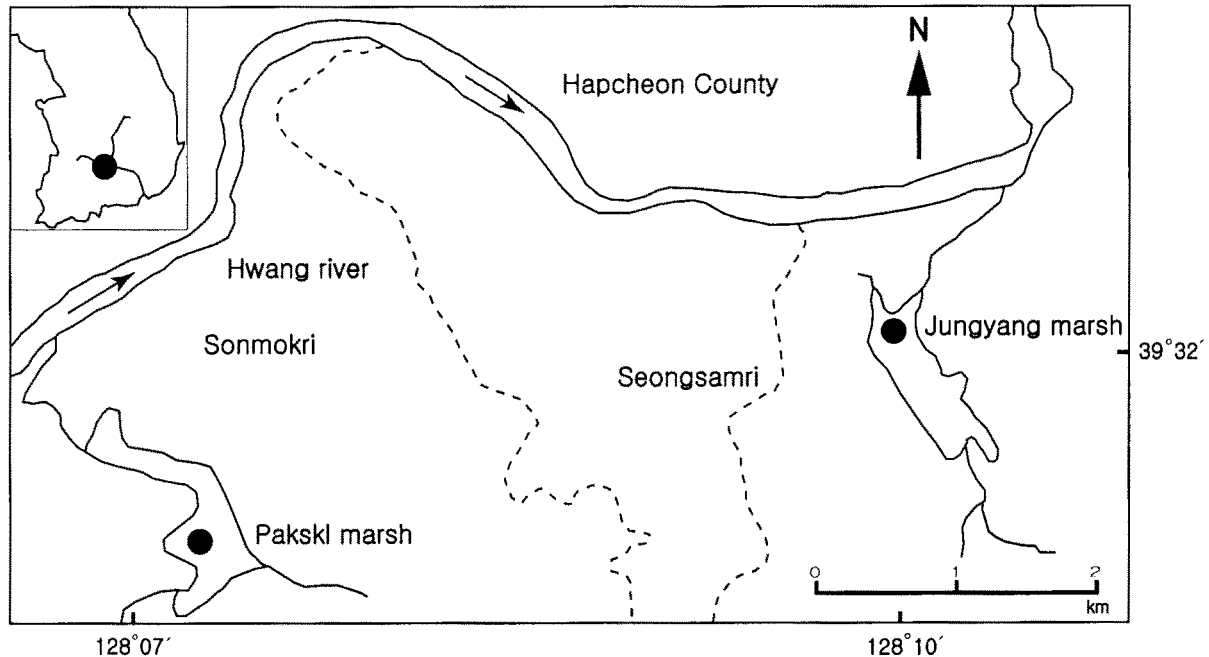 N
Hapcheon County
Hwang river
Sonmokri
Jungyang marsh
39°32′
Seongsamri
Pakskl marsh
0 1 2
km
128°07′
128°10′